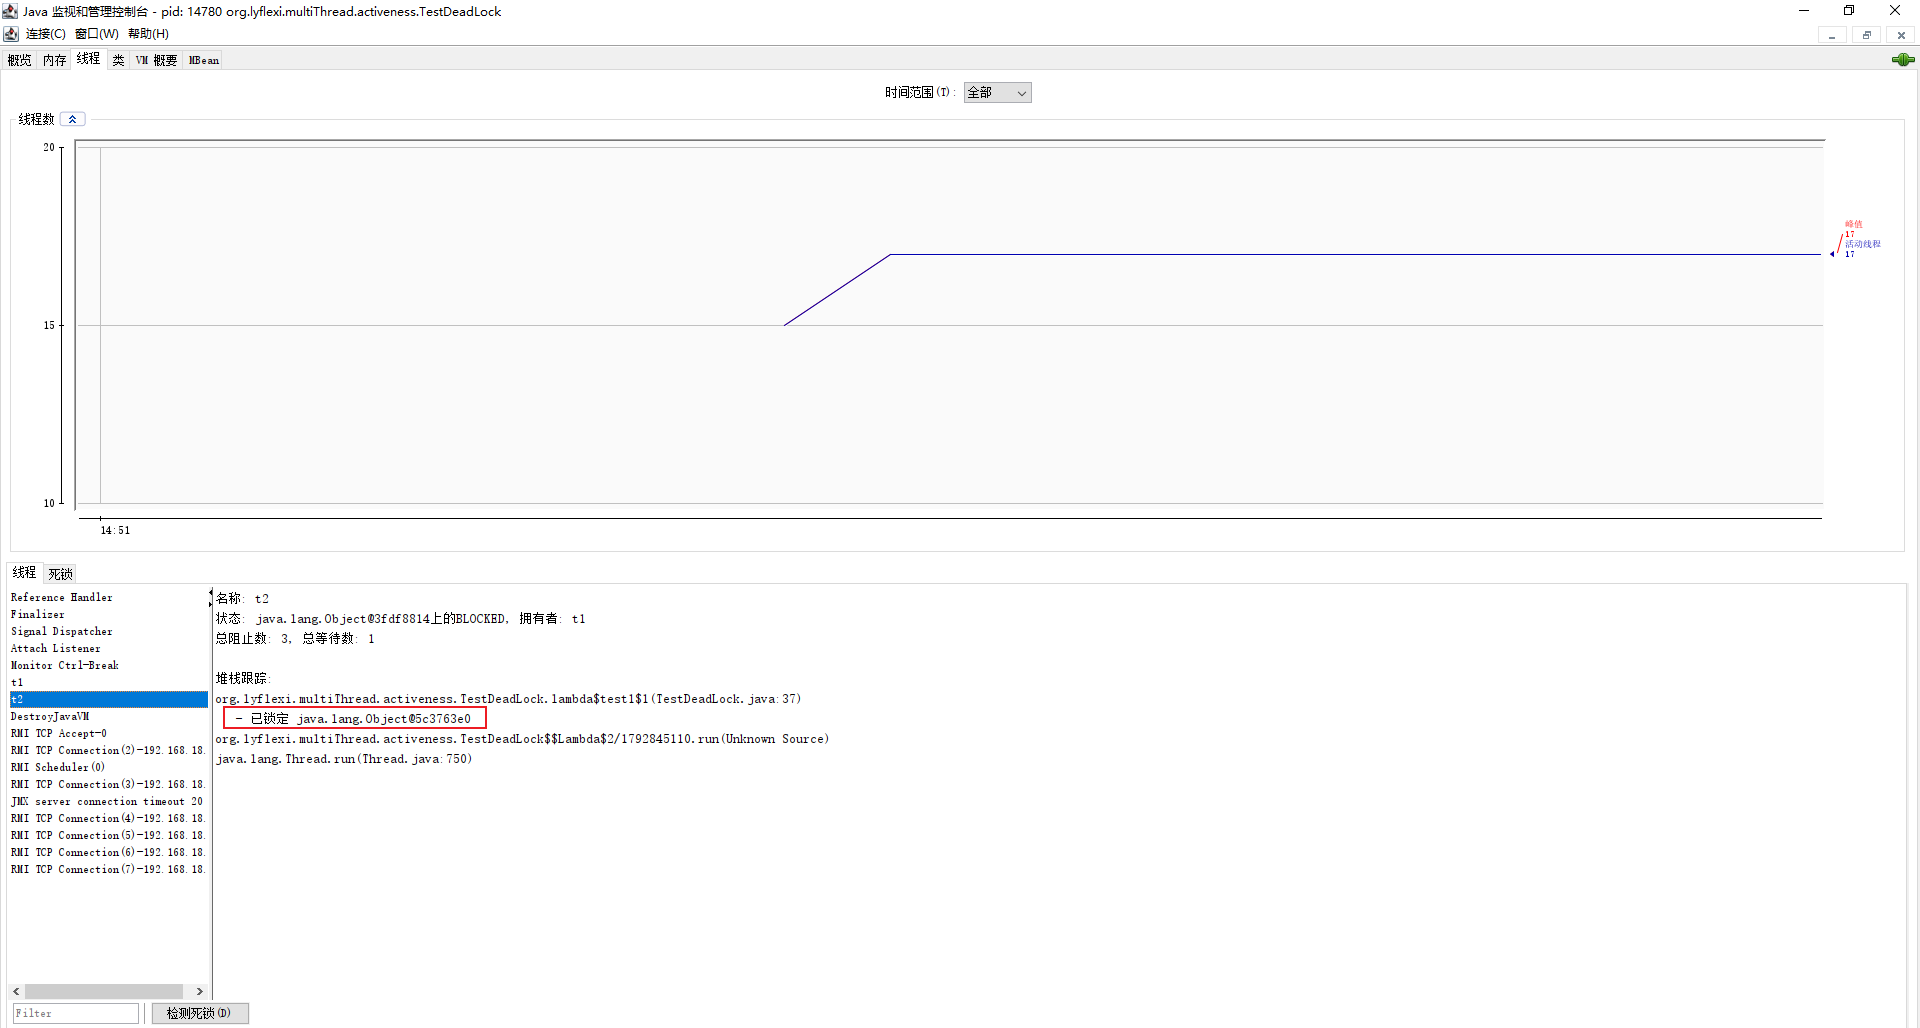 Java 监视和管理控制台 - pid: 14780 org.lyflexi.multiThread.activeness.TestDeadLock
连接(C) 窗口(W) 帮助(H)
概览 内存 线程 类 VM 概要 MBean
时间范围(T): 全部
线程数
20
15
10
14:51
峰值
17
活动线程
17
线程 死锁
Reference Handler
Finalizer
Signal Dispatcher
Attach Listener
Monitor Ctrl-Break
t1
t2
DestroyJavaVM
RMI TCP Accept-0
RMI TCP Connection(2)-192.168.18.
RMI Scheduler(0)
RMI TCP Connection(3)-192.168.18.
JMX server connection timeout 20
RMI TCP Connection(4)-192.168.18.
RMI TCP Connection(5)-192.168.18.
RMI TCP Connection(6)-192.168.18.
RMI TCP Connection(7)-192.168.18.
名称: t2
状态: java.lang.Object@3fdf8814上的BLOCKED, 拥有者: t1
总阻止数: 3, 总等待数: 1
堆栈跟踪:
org.lyflexi.multiThread.activeness.TestDeadLock.lambda$test1$1(TestDeadLock.java:37)
- 已锁定 java.lang.Object@5c3763e0
org.lyflexi.multiThread.activeness.TestDeadLock$$Lambda$2/1792845110.run(Unknown Source)
java.lang.Thread.run(Thread.java:750)
Filter
检测死锁(D)